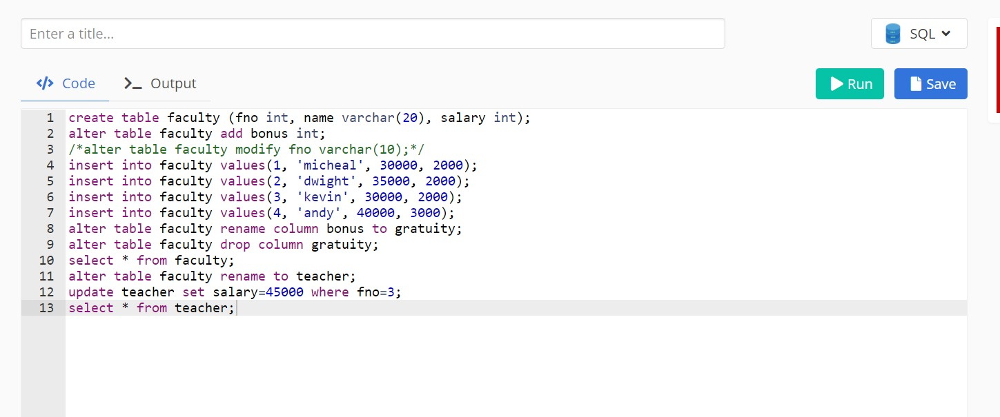 Enter a title...
SQL
Code
Output
Run
Save
1 create table faculty (fno int, name varchar(20), salary int);
2 alter table faculty add bonus int;
3 /*alter table faculty modify fno varchar(10);*/
4 insert into faculty values(1, 'micheal', 30000, 2000);
5 insert into faculty values(2, 'dwight', 35000, 2000);
6 insert into faculty values(3, 'kevin', 30000, 2000);
7 insert into faculty values(4, 'andy', 40000, 3000);
8 alter table faculty rename column bonus to gratuity;
9 alter table faculty drop column gratuity;
10 select * from faculty;
11 alter table faculty rename to teacher;
12 update teacher set salary=45000 where fno=3;
13 select * from teacher;